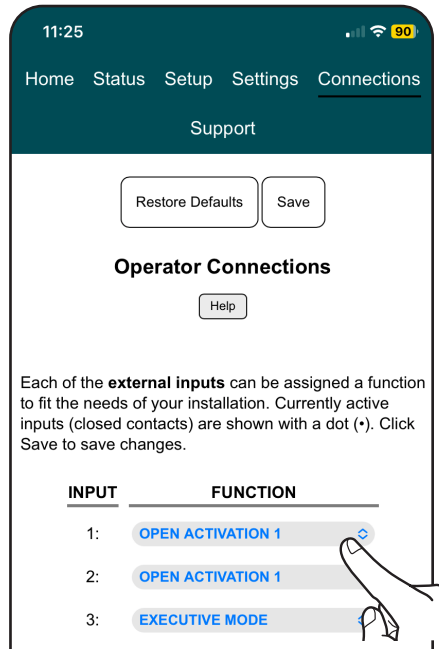 11:25 90
Home Status Setup Settings Connections
Support
Restore Defaults Save
Operator Connections
Help
Each of the external inputs can be assigned a function
to fit the needs of your installation. Currently active
inputs (closed contacts) are shown with a dot (•). Click
Save to save changes.
INPUT FUNCTION
1: OPEN ACTIVATION 1
2: OPEN ACTIVATION 1
3: EXECUTIVE MODE